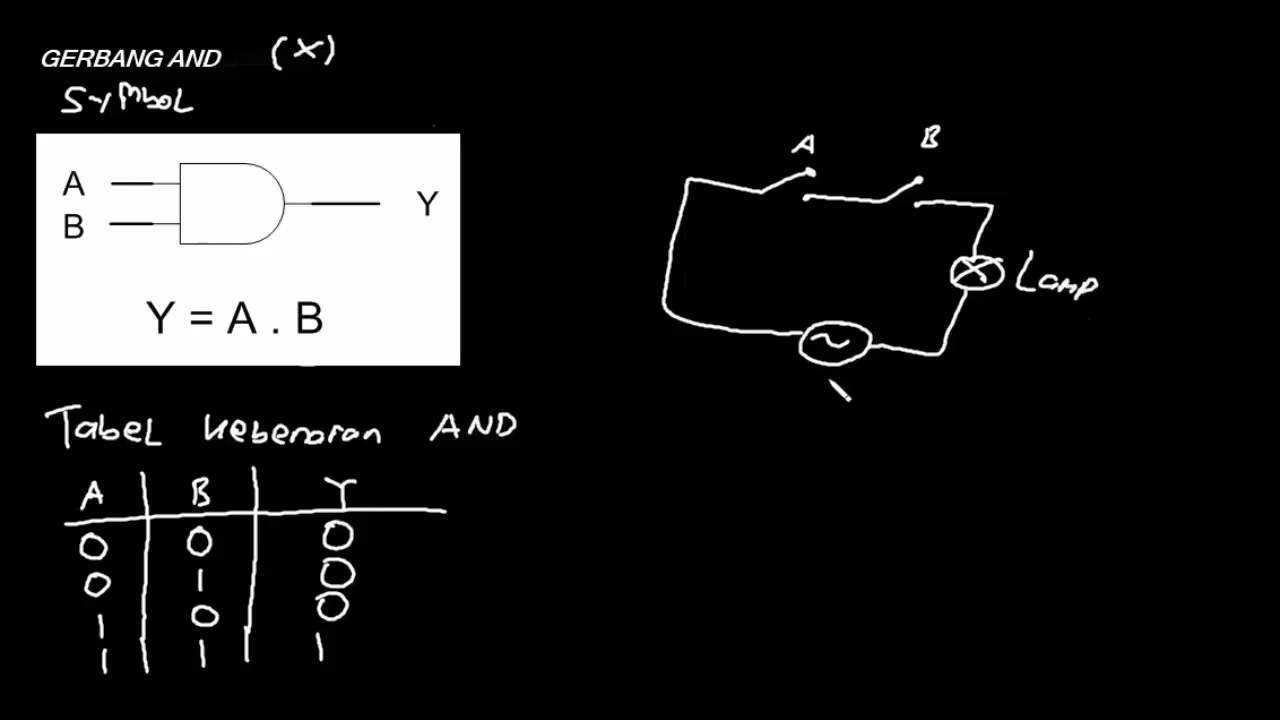 GERBANG AND (X)
SYMBOL
A
B
Y
Y = A . B
Tabel kebenaran AND
A B Y
0 0 0
0 1 0
1 0 0
1 1 1
A B
Lamp